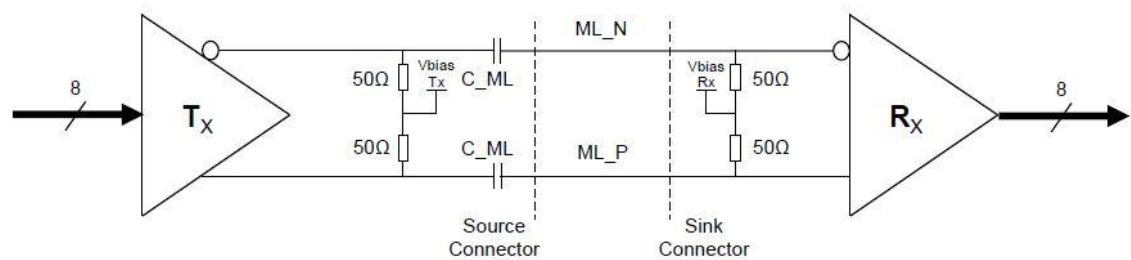 ML_N
8
50Ω
Vbias
Tx
C_ML
Vbias
Rx
50Ω
8
TX
RX
50Ω
C_ML
ML_P
50Ω
Source
Connector
Sink
Connector